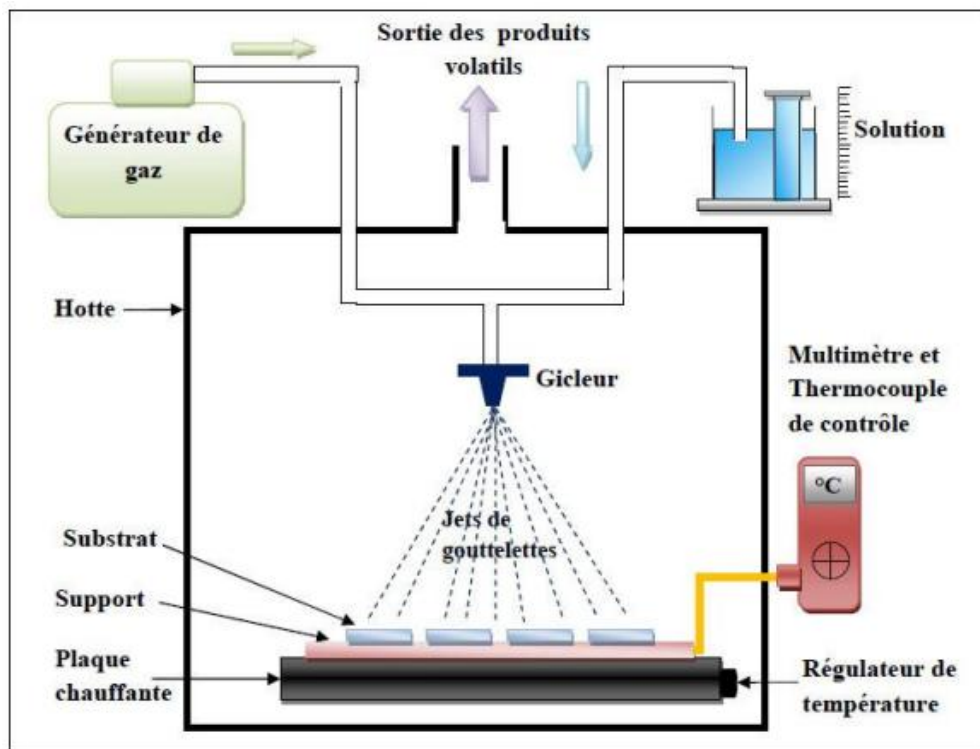 Sortie des produits
volatils
Générateur de
gaz
Solution
Hotte
Gicleur
Multimètre et
Thermocouple
de contrôle
°C
Jets de
gouttelettes
Substrat
Support
Plaque
chauffante
Régulateur de
température